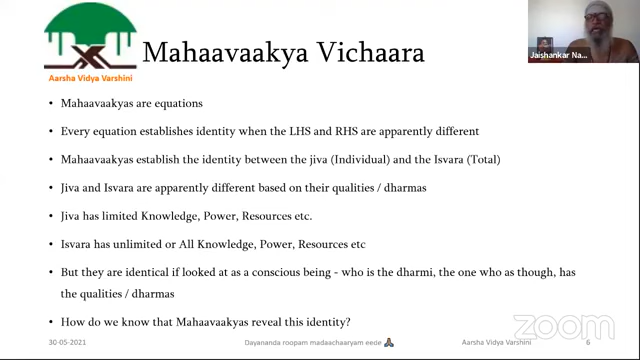 Mahaavaakya Vichaara
Aarsha Vidya Varshini
Jaishankar Na...
• Mahaavaakyas are equations
• Every equation establishes identity when the LHS and RHS are apparently different
• Mahaavaakyas establish the identity between the jiva (Individual) and the Isvara (Total)
• Jiva and Isvara are apparently different based on their qualities / dharmas
• Jiva has limited Knowledge, Power, Resources etc.
• Isvara has unlimited or All Knowledge, Power, Resources etc
• But they are identical if looked at as a conscious being - who is the dharmi, the one who as though, has
the qualities / dharmas
• How do we know that Mahaavaakyas reveal this identity?
zoom
30-05-2021
Dayananda roopam madaachaaryam eede 🙏
Aarsha Vidya Varshini
6